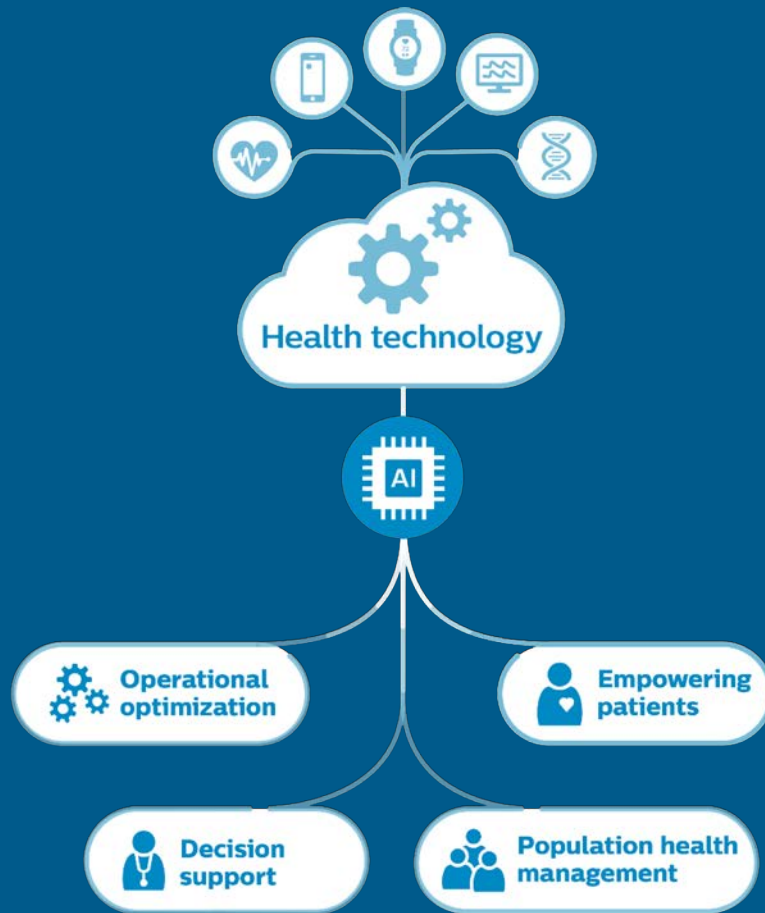 Health technology
AI
Operational
optimization
Empowering
patients
Decision
support
Population health
management